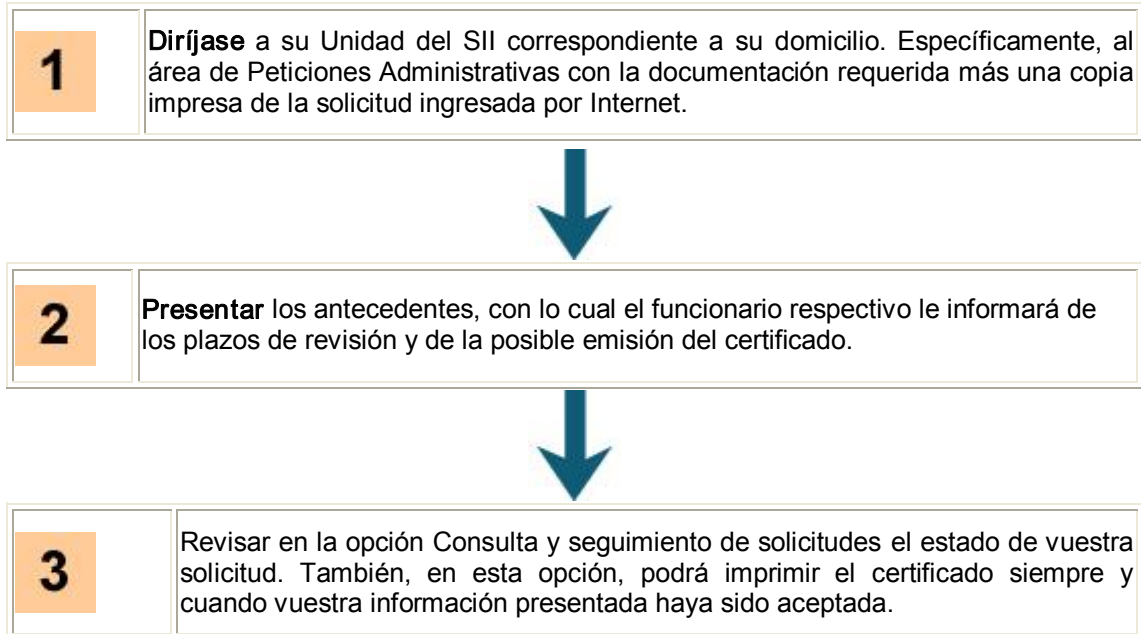 1
Diríjase a su Unidad del SII correspondiente a su domicilio. Específicamente, al
área de Peticiones Administrativas con la documentación requerida más una copia
impresa de la solicitud ingresada por Internet.
2
Presentar los antecedentes, con lo cual el funcionario respectivo le informará de
los plazos de revisión y de la posible emisión del certificado.
3
Revisar en la opción Consulta y seguimiento de solicitudes el estado de vuestra
solicitud. También, en esta opción, podrá imprimir el certificado siempre y
cuando vuestra información presentada haya sido aceptada.